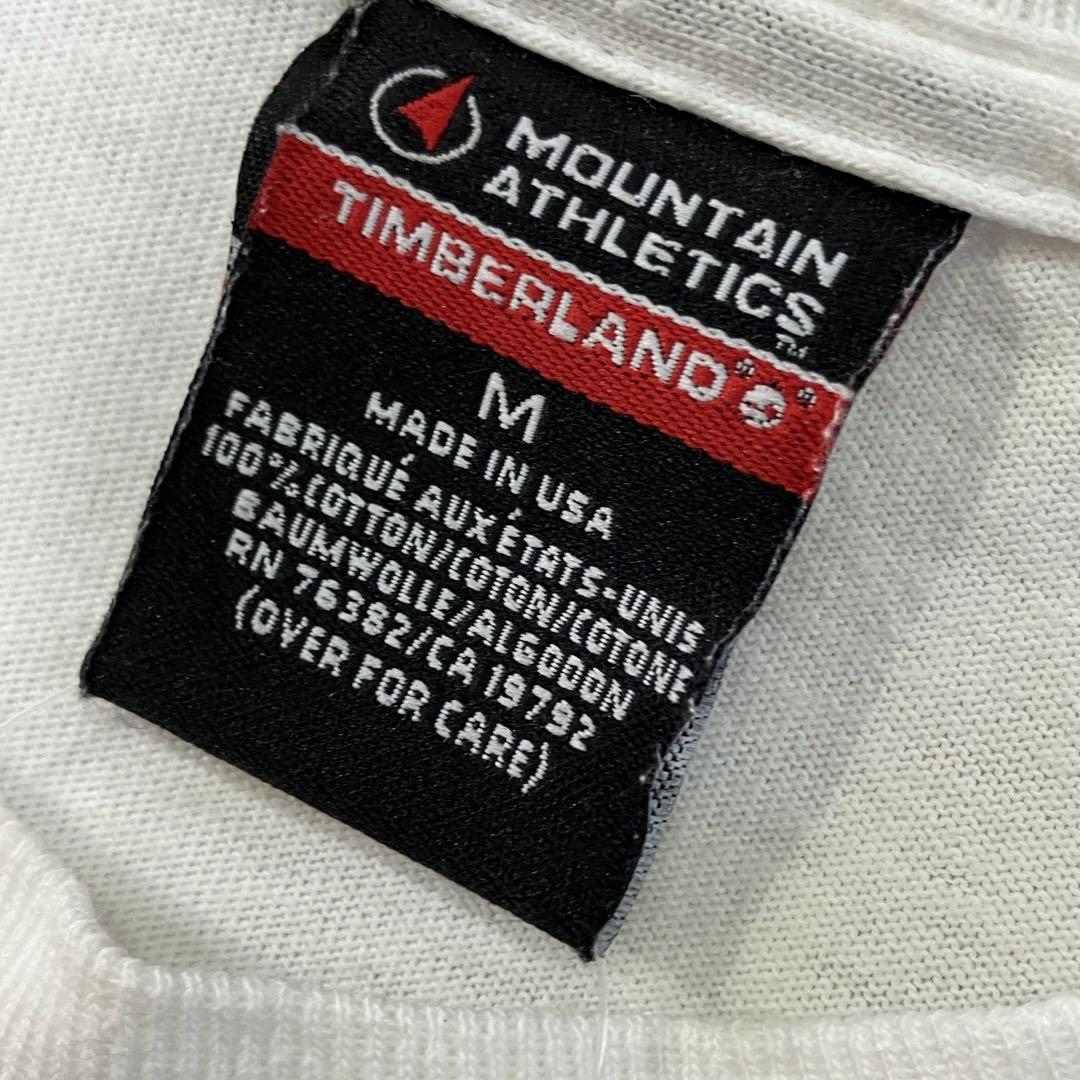 MOUNTAIN
ATHLETICS™
TIMBERLAND®®
M
MADE IN USA
FABRIQUÉ AUX ÉTATS-UNIS
100% COTTON/COTON/COTONE,
BAUMWOLLE/ALGODON
RN 76382/CA 19792
(OVER FOR CARE)